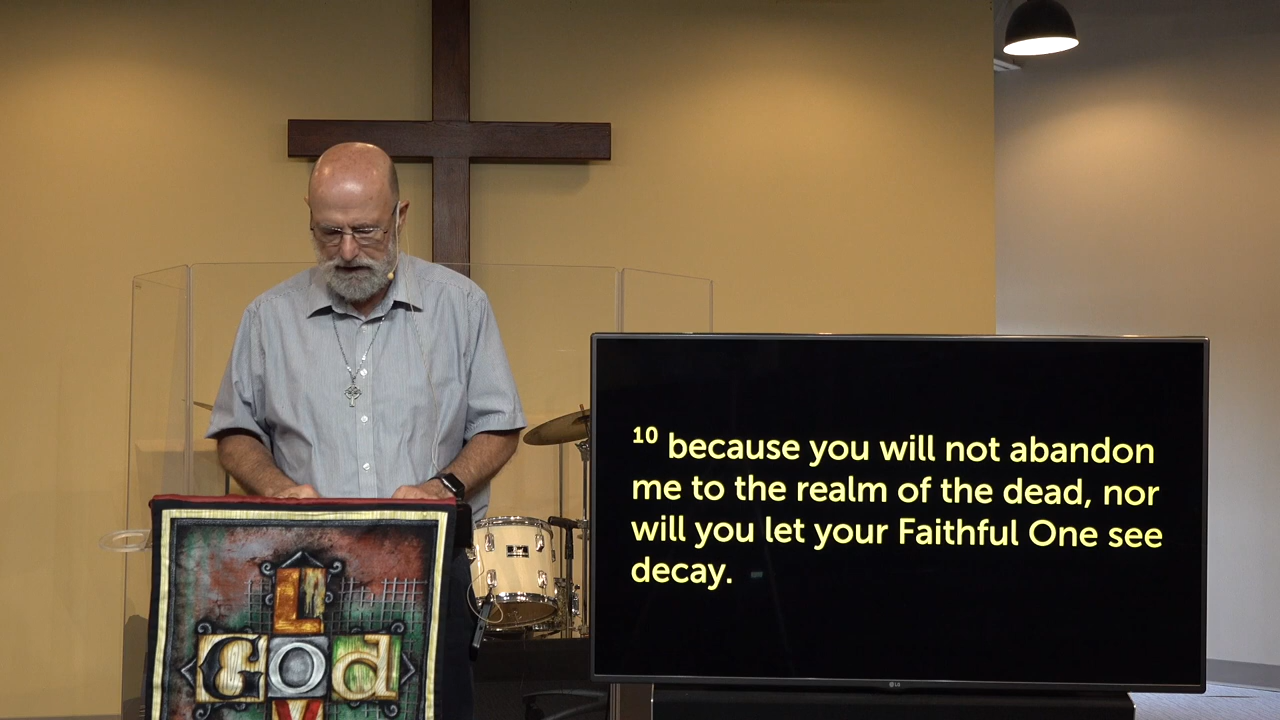 10 because you will not abandon
me to the realm of the dead, nor
will you let your Faithful One see
decay.
L
God
V
LG